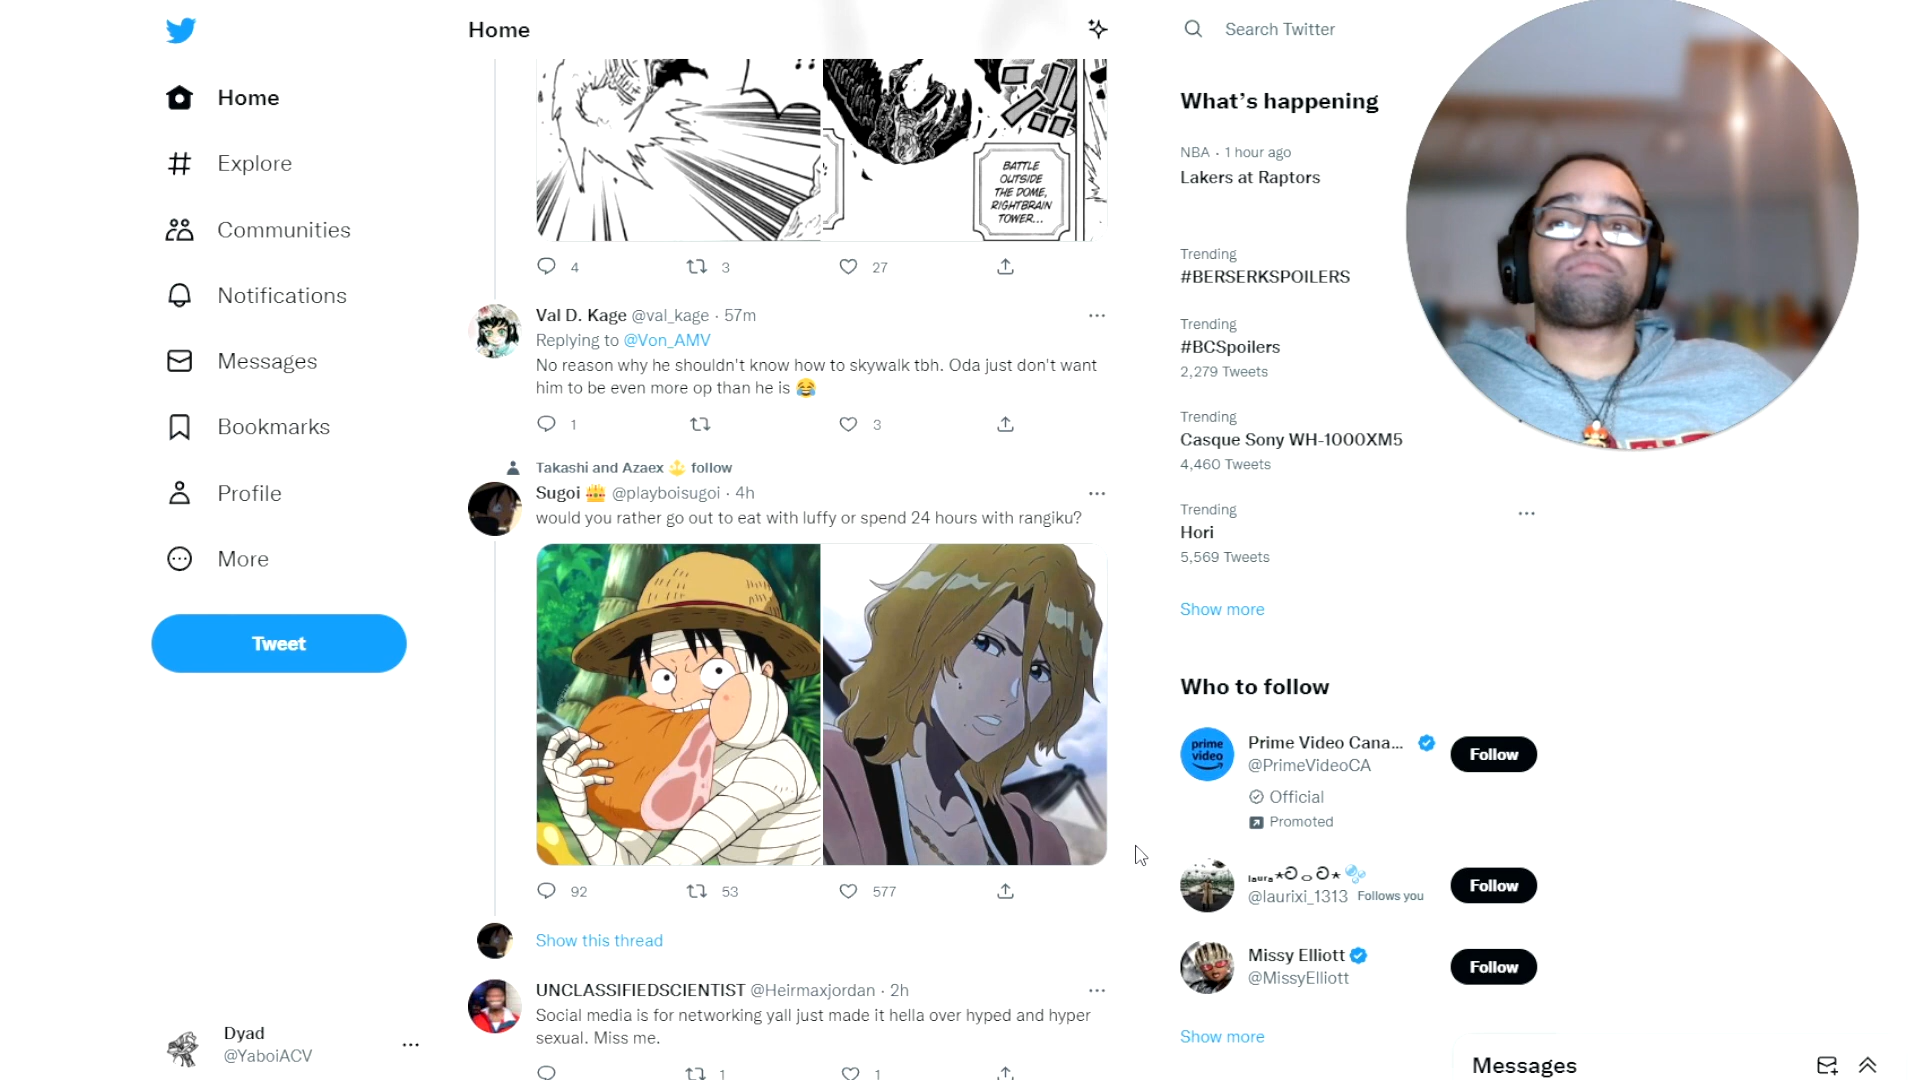 Home
Explore
Communities
Notifications
Messages
Bookmarks
Profile
More
Tweet
Dyad
@YaboiACV
Home
BATTLE
OUTSIDE
THE DOME,
RIGHTBRAIN
TOWER...
4 3 27
Val D. Kage @val_kage · 57m
Replying to @Von_AMV
No reason why he shouldn't know how to skywalk tbh. Oda just don't want
him to be even more op than he is 😂
1 3
Takashi and Azaex follow
Sugoi 👑 @playboisugoi · 4h
would you rather go out to eat with luffy or spend 24 hours with rangiku?
92 53 577
Show this thread
UNCLASSIFIEDSCIENTIST @Heirmaxjordan · 2h
Social media is for networking yall just made it hella over hyped and hyper
sexual. Miss me.
1 1
Search Twitter
What's happening
NBA · 1 hour ago
Lakers at Raptors
Trending
#BERSERKSPOILERS
Trending
#BCSpoilers
2,279 Tweets
Trending
Casque Sony WH-1000XM5
4,460 Tweets
Trending
Hori
5,569 Tweets
Show more
Who to follow
prime
video
Prime Video Cana...
@PrimeVideoCA
Official
Promoted
Follow
@laurixi_1313 Follows you
Follow
Missy Elliott
@MissyElliott
Follow
Show more
Messages